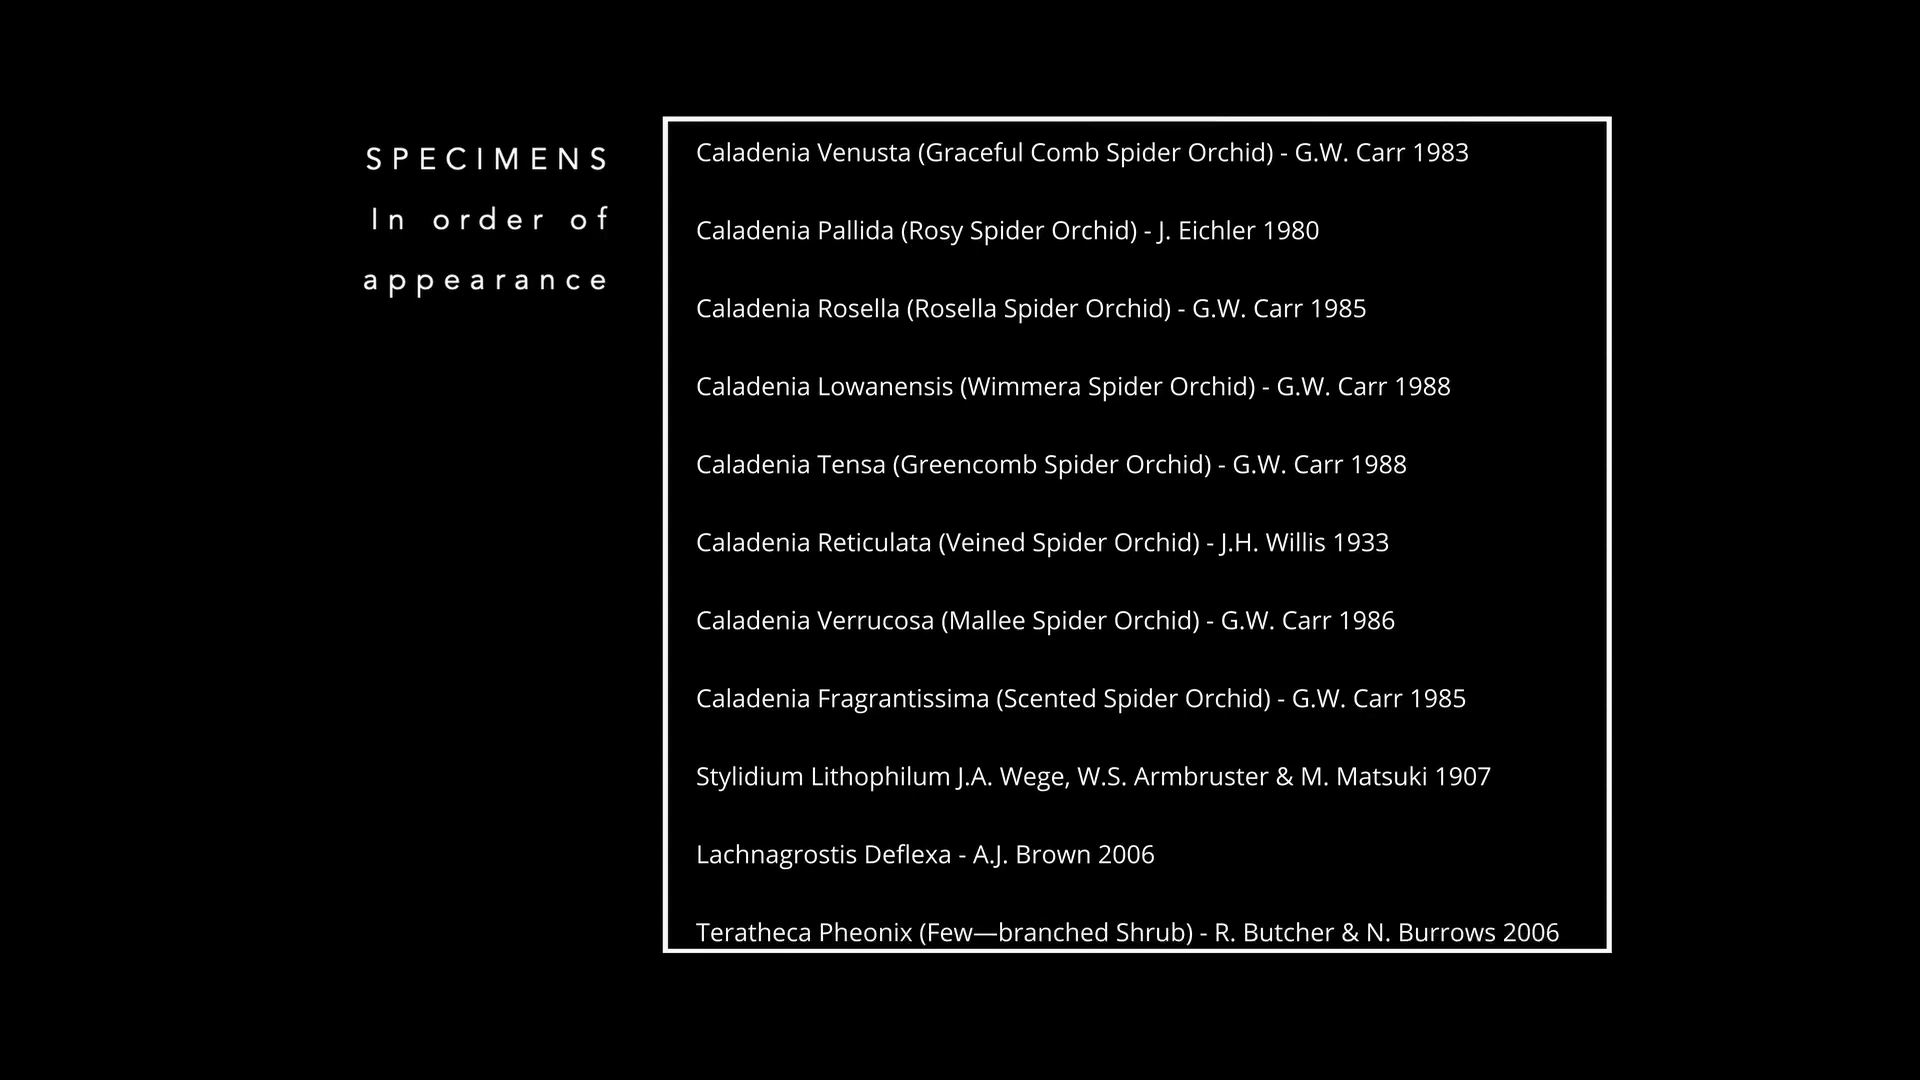 SPECIMENS
In order of
appearance
Caladenia Venusta (Graceful Comb Spider Orchid) - G.W. Carr 1983
Caladenia Pallida (Rosy Spider Orchid) - J. Eichler 1980
Caladenia Rosella (Rosella Spider Orchid) - G.W. Carr 1985
Caladenia Lowanensis (Wimmera Spider Orchid) - G.W. Carr 1988
Caladenia Tensa (Greencomb Spider Orchid) - G.W. Carr 1988
Caladenia Reticulata (Veined Spider Orchid) - J.H. Willis 1933
Caladenia Verrucosa (Mallee Spider Orchid) - G.W. Carr 1986
Caladenia Fragrantissima (Scented Spider Orchid) - G.W. Carr 1985
Stylidium Lithophilum J.A. Wege, W.S. Armbruster & M. Matsuki 1907
Lachnagrostis Deflexa - A.J. Brown 2006
Teratheca Pheonix (Few—branched Shrub) - R. Butcher & N. Burrows 2006